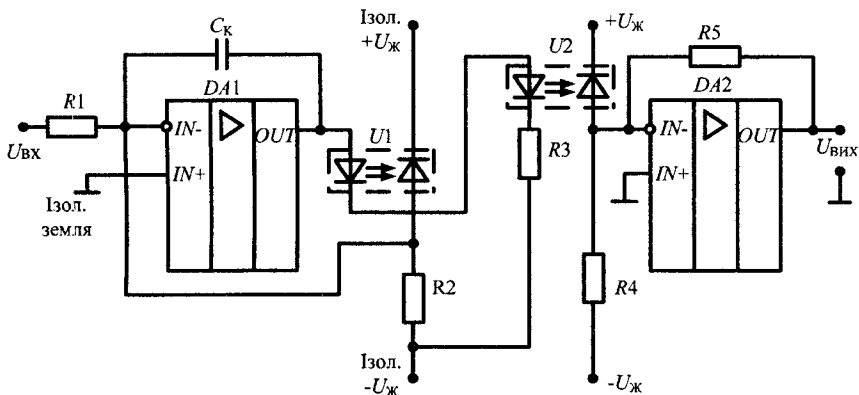 Cк
Ізол.
+Uж
+Uж
U2
R5
R1
DA1
DA2
IN-
OUT
U1
R3
IN-
OUT
Uвх
IN+
IN+
Uвих
Ізол.
земля
R2
R4
Ізол.
-Uж
-Uж